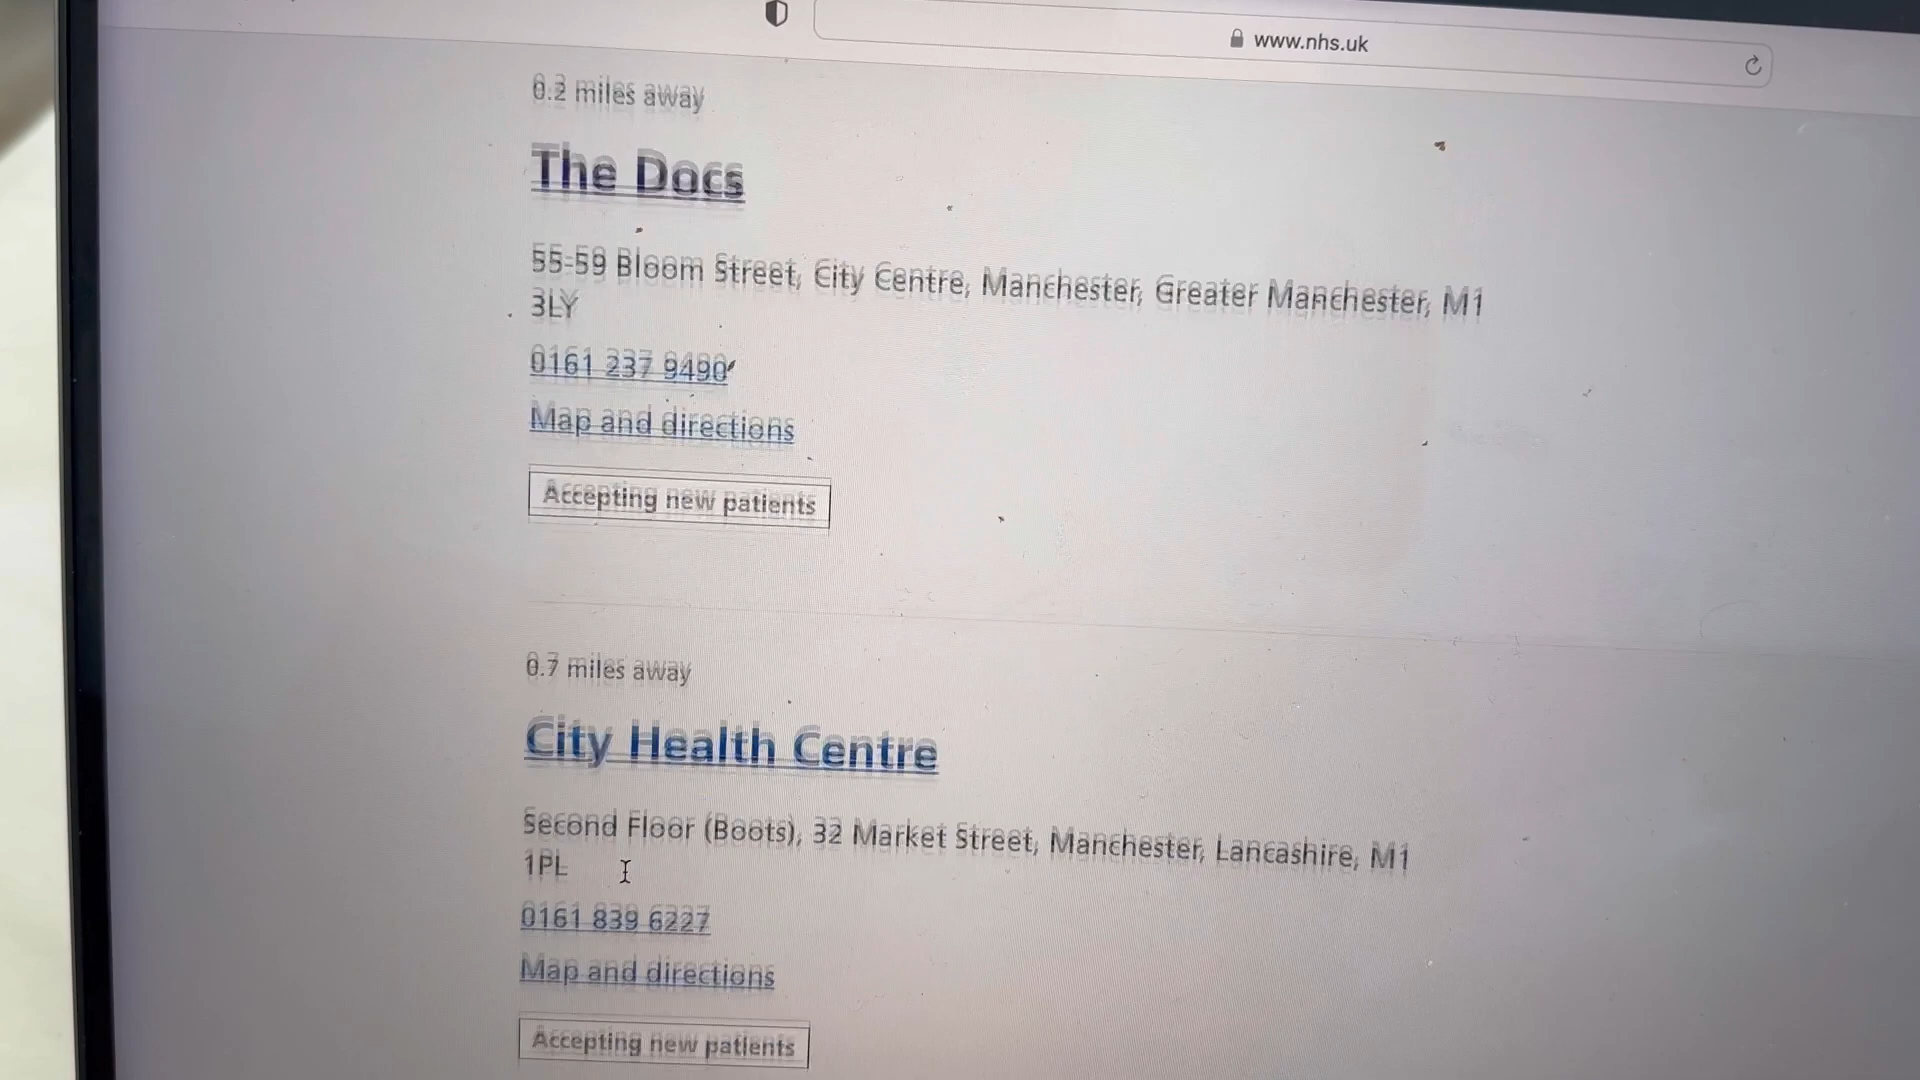 www.nhs.uk
0.2 miles away
The Docs
55-59 Bloom Street, City Centre, Manchester, Greater Manchester, M1
3LY
0161 237 9490
Map and directions
Accepting new patients
0.7 miles away
City Health Centre
Second Floor (Boots), 32 Market Street, Manchester, Lancashire, M1
1PL
0161 839 6227
Map and directions
Accepting new patients